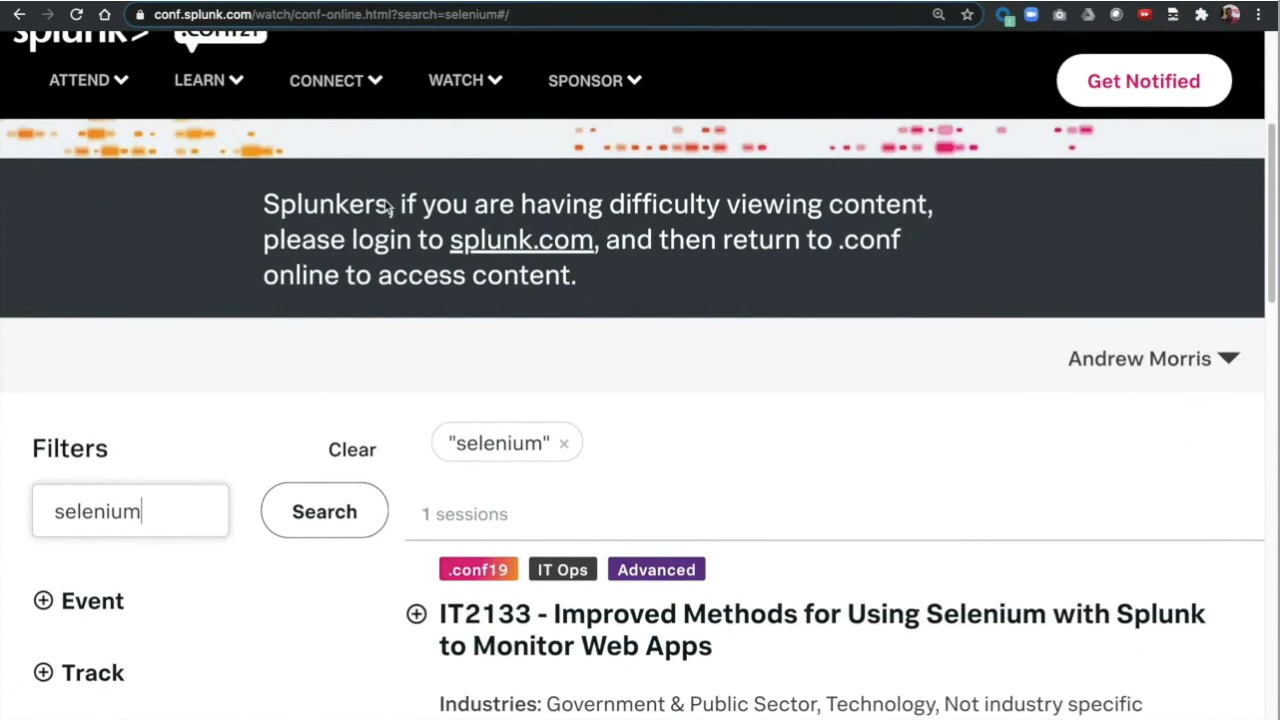 conf.splunk.com/watch/conf-online.html?search=selenium#/
splunk> .conf21
ATTEND LEARN CONNECT WATCH SPONSOR Get Notified
Splunkers, if you are having difficulty viewing content,
please login to splunk.com, and then return to .conf
online to access content.
Andrew Morris
Filters Clear "selenium" ×
selenium Search 1 sessions
.conf19 IT Ops Advanced
Event IT2133 - Improved Methods for Using Selenium with Splunk
to Monitor Web Apps
Track
Industries: Government & Public Sector, Technology, Not industry specific